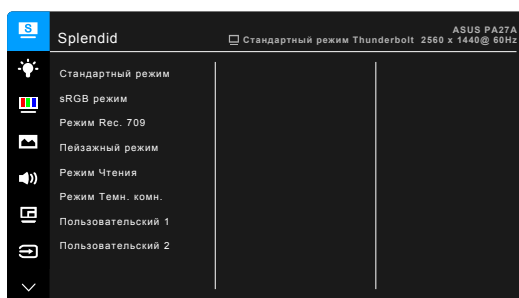 S
Splendid
ASUS PA27A
Стандартный режим Thunderbolt 2560 x 1440@ 60Hz
Стандартный режим
sRGB режим
Режим Rec. 709
Пейзажный режим
Режим Чтения
Режим Темн. комн.
Пользовательский 1
Пользовательский 2